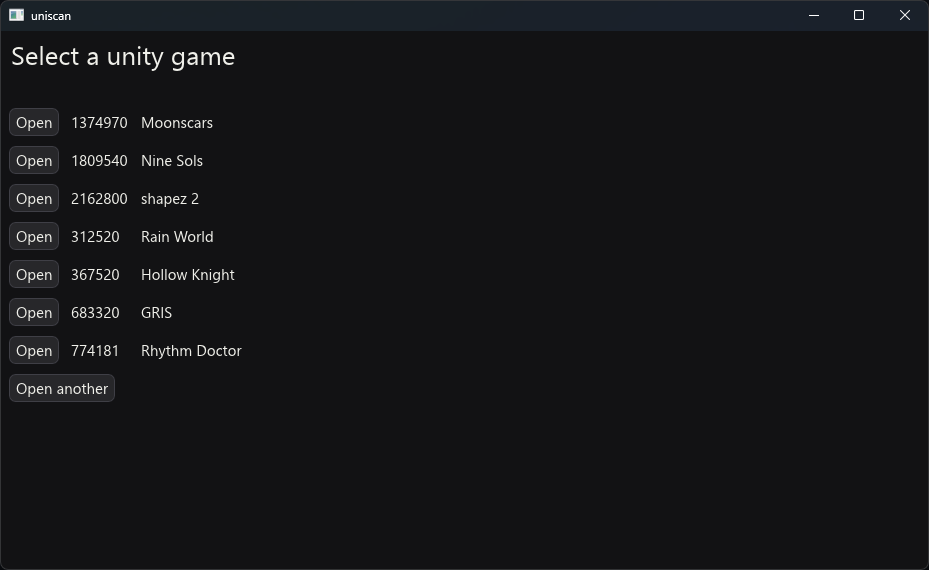 uniscan
Select a unity game
Open 1374970 Moonscars
Open 1809540 Nine Sols
Open 2162800 shapez 2
Open 312520 Rain World
Open 367520 Hollow Knight
Open 683320 GRIS
Open 774181 Rhythm Doctor
Open another